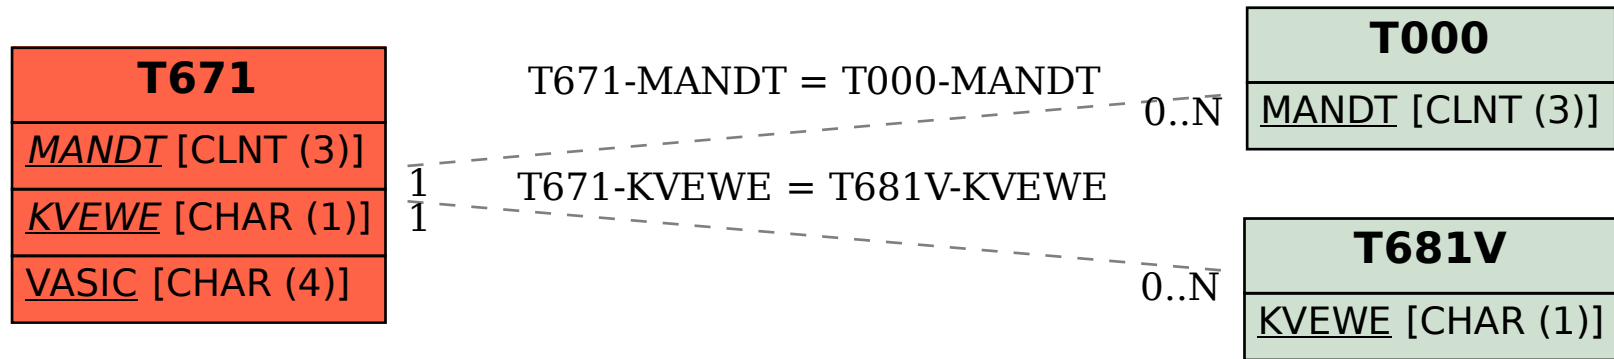 T671
MANDT [CLNT (3)]
KVEWE [CHAR (1)]
VASIC [CHAR (4)]
T671-MANDT = T000-MANDT
0..N
1
T671-KVEWE = T681V-KVEWE
1
0..N
T000
MANDT [CLNT (3)]
T681V
KVEWE [CHAR (1)]